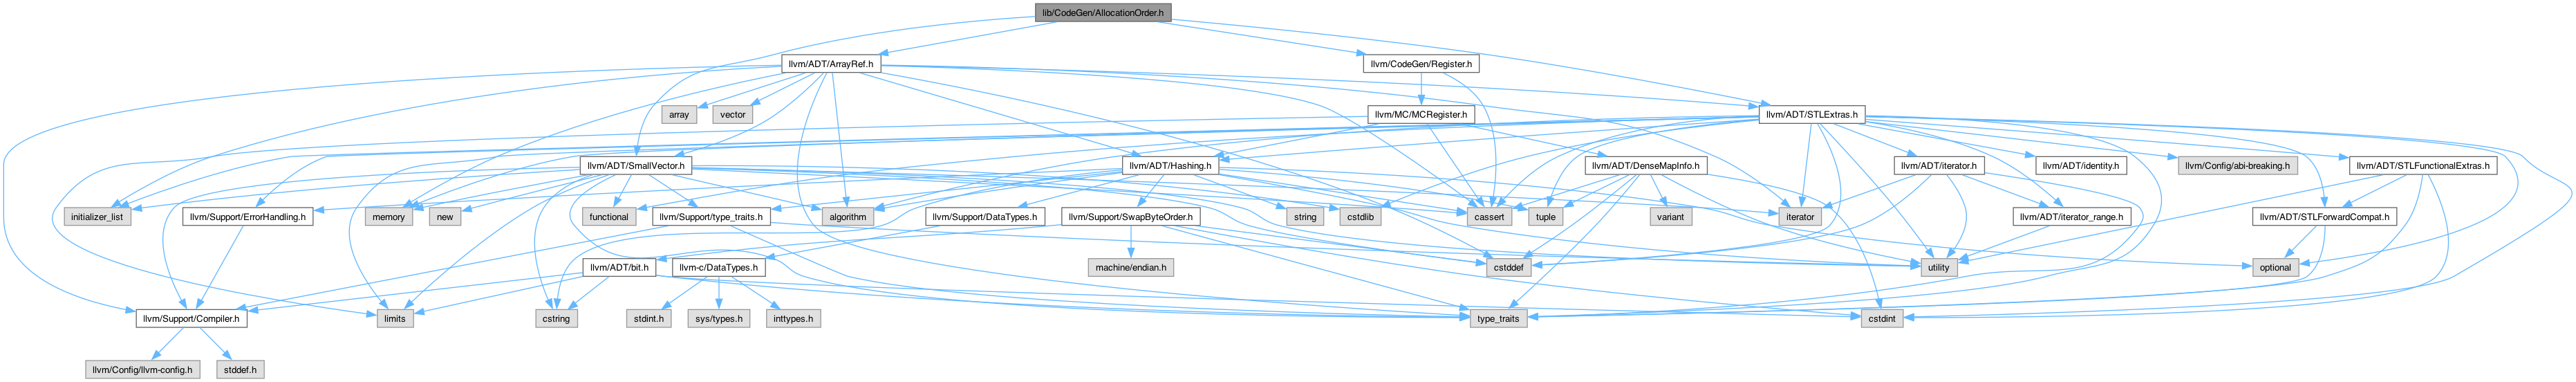 lib/CodeGen/AllocationOrder.h
llvm/ADT/ArrayRef.h
llvm/CodeGen/Register.h
array
vector
llvm/MC/MCRegister.h
llvm/ADT/STLExtras.h
llvm/ADT/SmallVector.h
llvm/ADT/Hashing.h
llvm/ADT/DenseMapInfo.h
llvm/ADT/iterator.h
llvm/ADT/identity.h
llvm/Config/abi-breaking.h
llvm/ADT/STLFunctionalExtras.h
initializer_list
llvm/Support/ErrorHandling.h
memory
new
functional
llvm/Support/type_traits.h
algorithm
llvm/Support/DataTypes.h
llvm/Support/SwapByteOrder.h
string
cstdlib
cassert
tuple
variant
iterator
llvm/ADT/iterator_range.h
llvm/ADT/STLForwardCompat.h
llvm/ADT/bit.h
llvm-c/DataTypes.h
machine/endian.h
cstddef
utility
optional
llvm/Support/Compiler.h
limits
cstring
stdint.h
sys/types.h
inttypes.h
type_traits
cstdint
llvm/Config/llvm-config.h
stddef.h